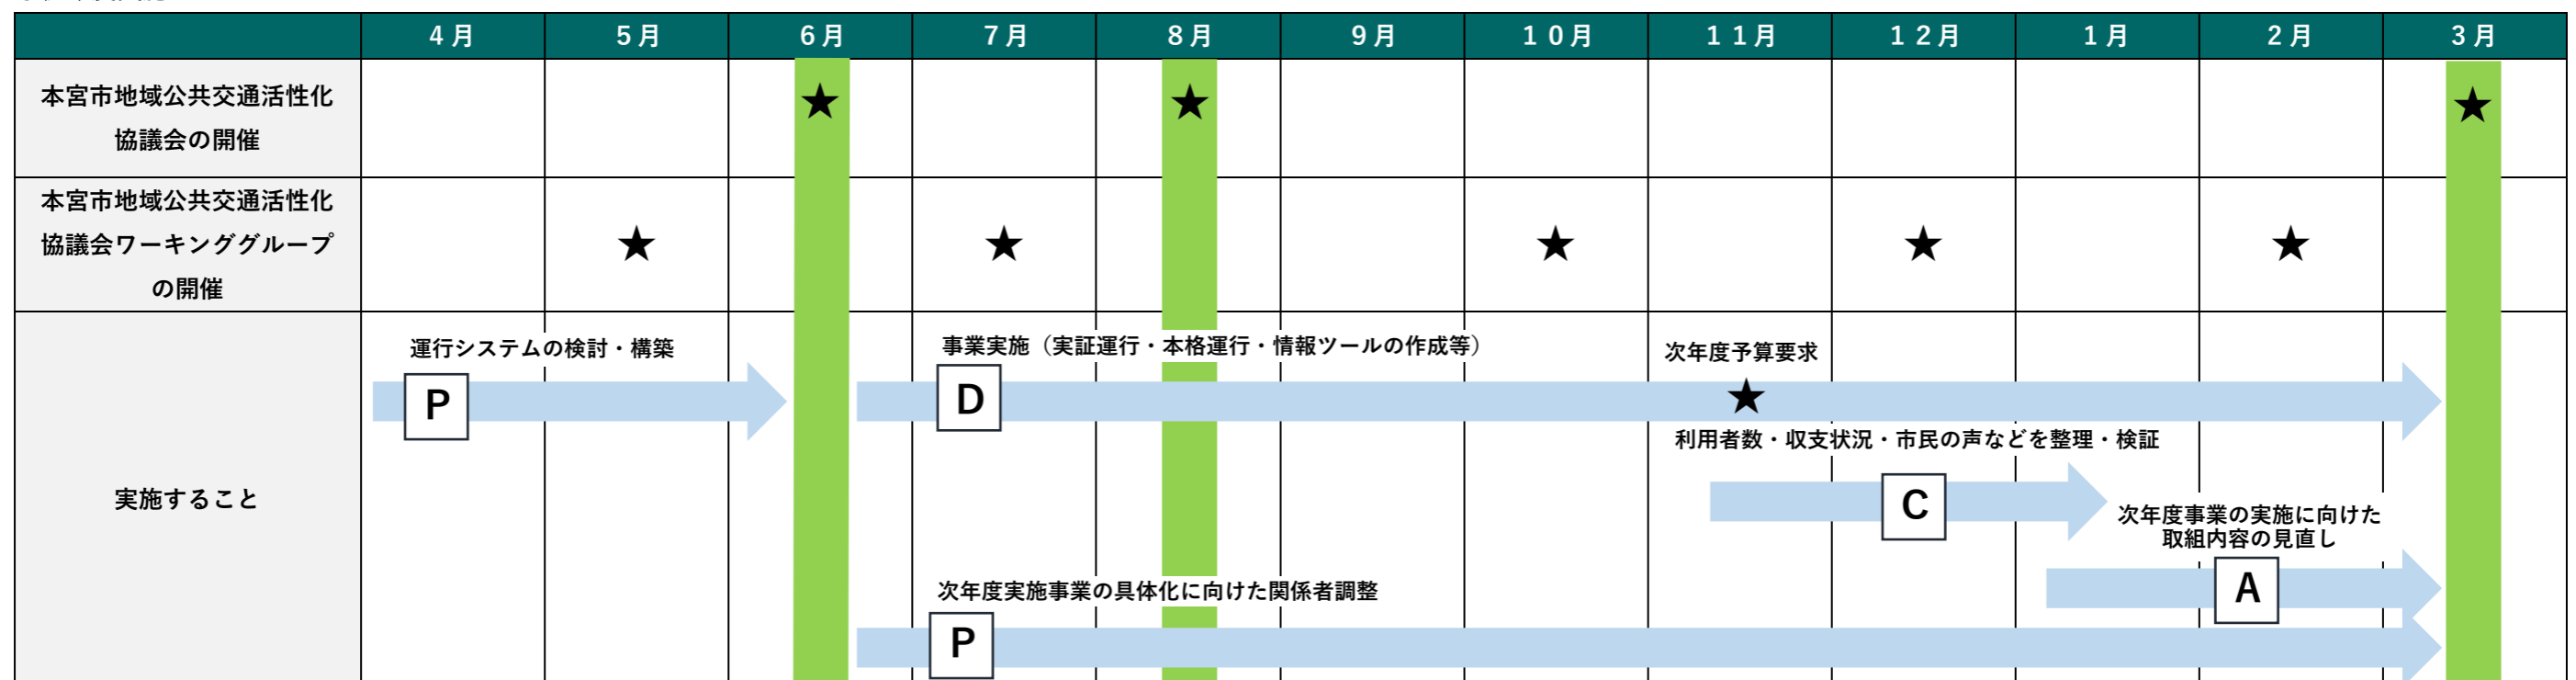 4月 5月 6月 7月 8月 9月 10月 11月 12月 1月 2月 3月
本宮市地域公共交通活性化
協議会の開催
★ ★ ★
本宮市地域公共交通活性化
協議会ワーキンググループ
の開催
★ ★ ★ ★ ★
実施すること
運行システムの検討・構築
P
事業実施（実証運行・本格運行・情報ツールの作成等）
D
次年度予算要求
★
利用者数・収支状況・市民の声などを整理・検証
C
次年度事業の実施に向けた
取組内容の見直し
A
次年度実施事業の具体化に向けた関係者調整
P